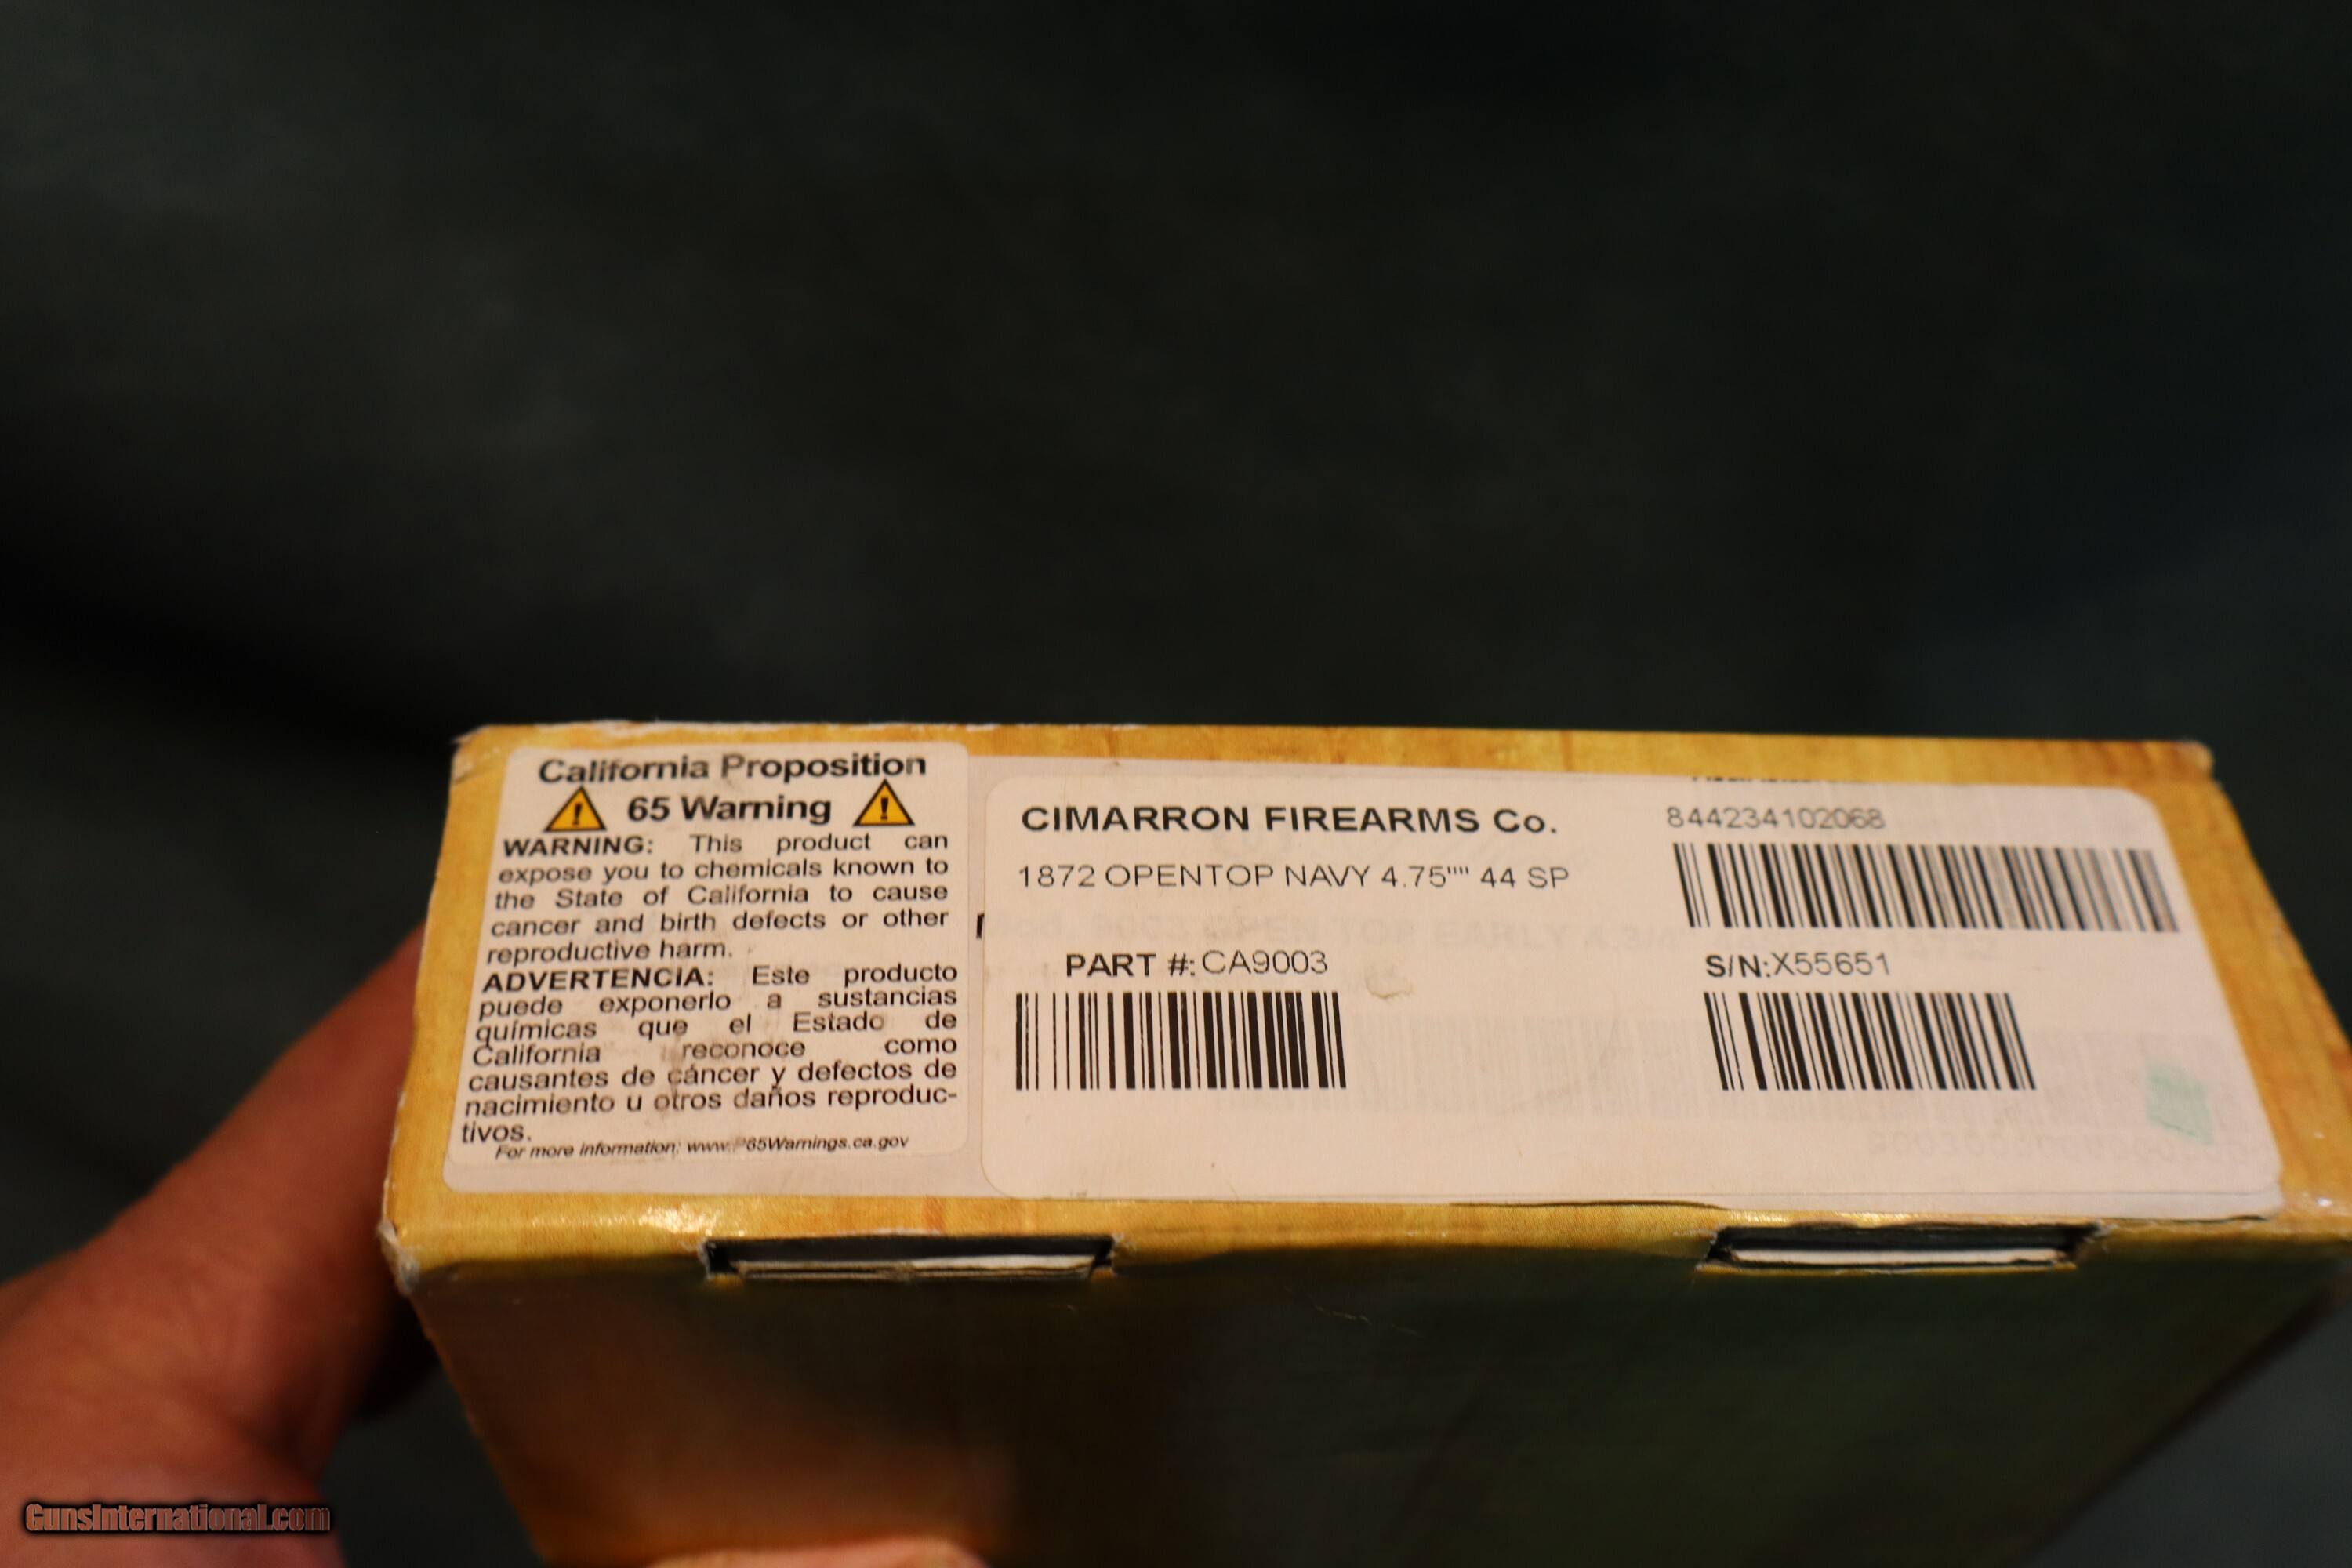 California Proposition
65 Warning
WARNING: This product can
expose you to chemicals known to
the State of California to cause
cancer and birth defects or other
reproductive harm.
ADVERTENCIA: Este producto
puede exponerlo a sustancias
químicas que el Estado de
California reconoce como
causantes de cáncer y defectos de
nacimiento u otros daños reproduc-
tivos.
For more information: www.P65Warnings.ca.gov
CIMARRON FIREARMS Co.
1872 OPENTOP NAVY 4.75"" 44 SP
PART #:CA9003
844234102068
S/N:X55651
GunsInternational.com